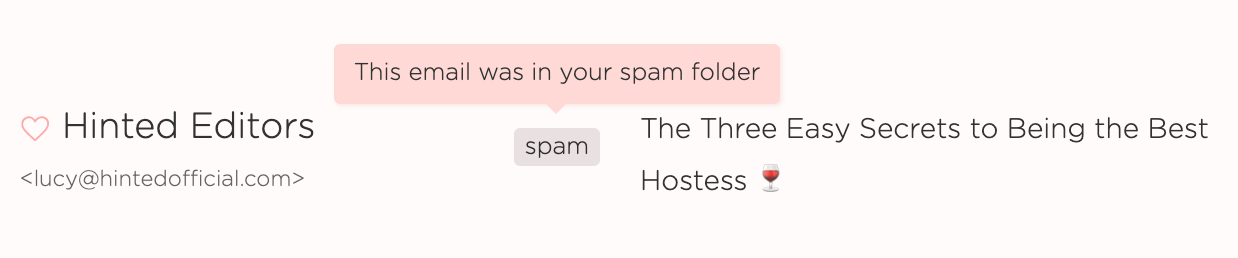 This email was in your spam folder
Hinted Editors
<lucy@hintedofficial.com>
spam
The Three Easy Secrets to Being the Best
Hostess 🍷